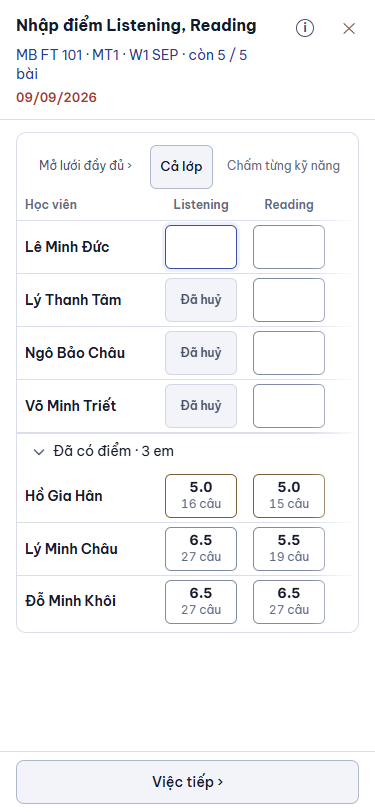 Nhập điểm Listening, Reading
MB FT 101 · MT1 · W1 SEP · còn 5 / 5
bài
09/09/2026
Mở lưới đầy đủ ›
Cả lớp
Chấm từng kỹ năng
Học viên Listening Reading
Lê Minh Đức
Lý Thanh Tâm Đã huỷ
Ngô Bảo Châu Đã huỷ
Võ Minh Triết Đã huỷ
Đã có điểm · 3 em
Hồ Gia Hân 5.0 5.0
16 câu 15 câu
Lý Minh Châu 6.5 5.5
27 câu 19 câu
Đỗ Minh Khôi 6.5 6.5
27 câu 27 câu
Việc tiếp ›